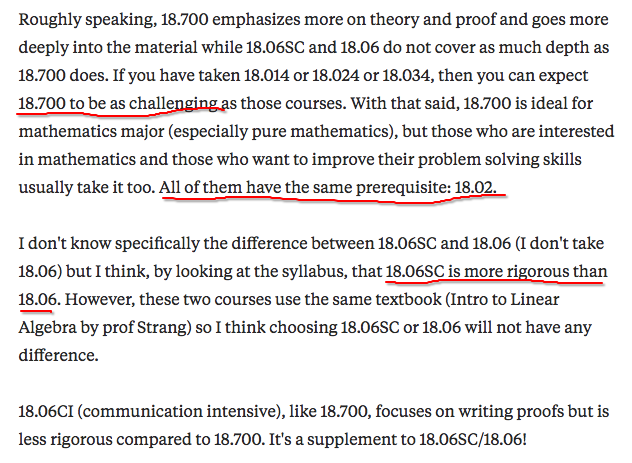 Roughly speaking, 18.700 emphasizes more on theory and proof and goes more
deeply into the material while 18.06SC and 18.06 do not cover as much depth as
18.700 does. If you have taken 18.014 or 18.024 or 18.034, then you can expect
18.700 to be as challenging as those courses. With that said, 18.700 is ideal for
mathematics major (especially pure mathematics), but those who are interested
in mathematics and those who want to improve their problem solving skills
usually take it too. All of them have the same prerequisite: 18.02.
I don't know specifically the difference between 18.06SC and 18.06 (I don't take
18.06) but I think, by looking at the syllabus, that 18.06SC is more rigorous than
18.06. However, these two courses use the same textbook (Intro to Linear
Algebra by prof Strang) so I think choosing 18.06SC or 18.06 will not have any
difference.
18.06CI (communication intensive), like 18.700, focuses on writing proofs but is
less rigorous compared to 18.700. It's a supplement to 18.06SC/18.06!